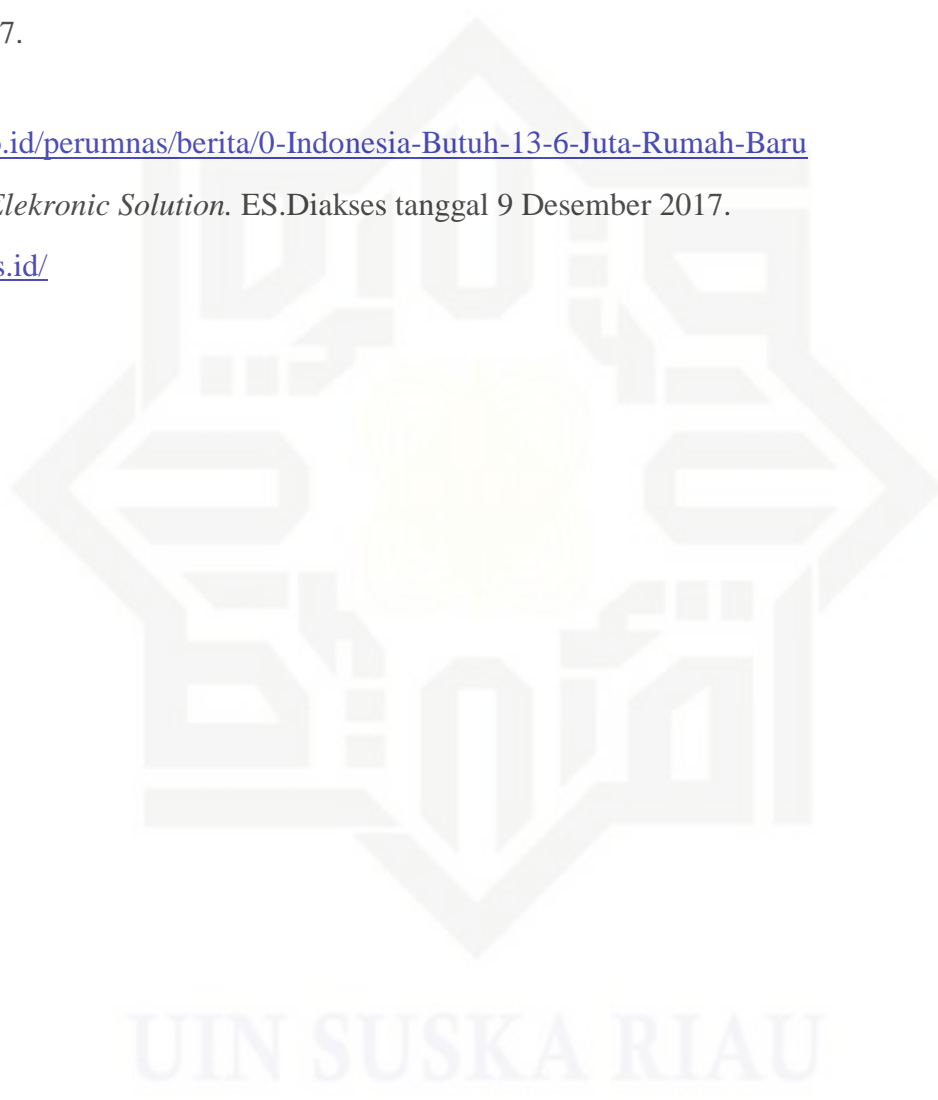 7.
.id/perumnas/berita/0-Indonesia-Butuh-13-6-Juta-Rumah-Baru
Elekronic Solution. ES.Diakses tanggal 9 Desember 2017.
s.id/
UIN SUSKA RIAU